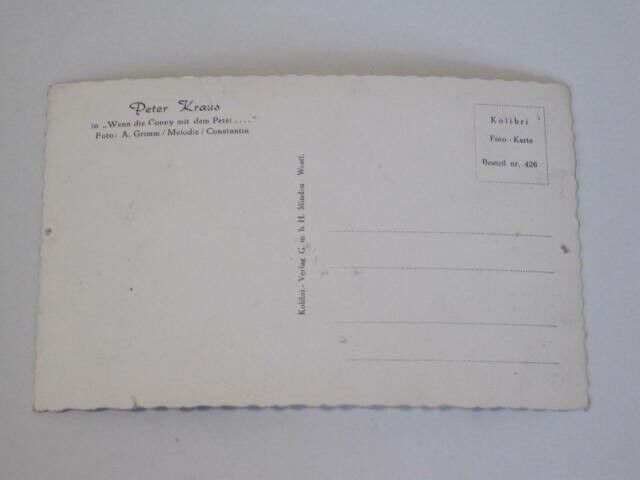 Peter Kraus
in „Wenn die Conny mit dem Peter ...."
Foto: A. Grimm / Melodie / Constantin
Kolibri - Verlag G. m. b H. Minden - Westf.
Kolibri
Foto - Karte
Bestell nr. 426